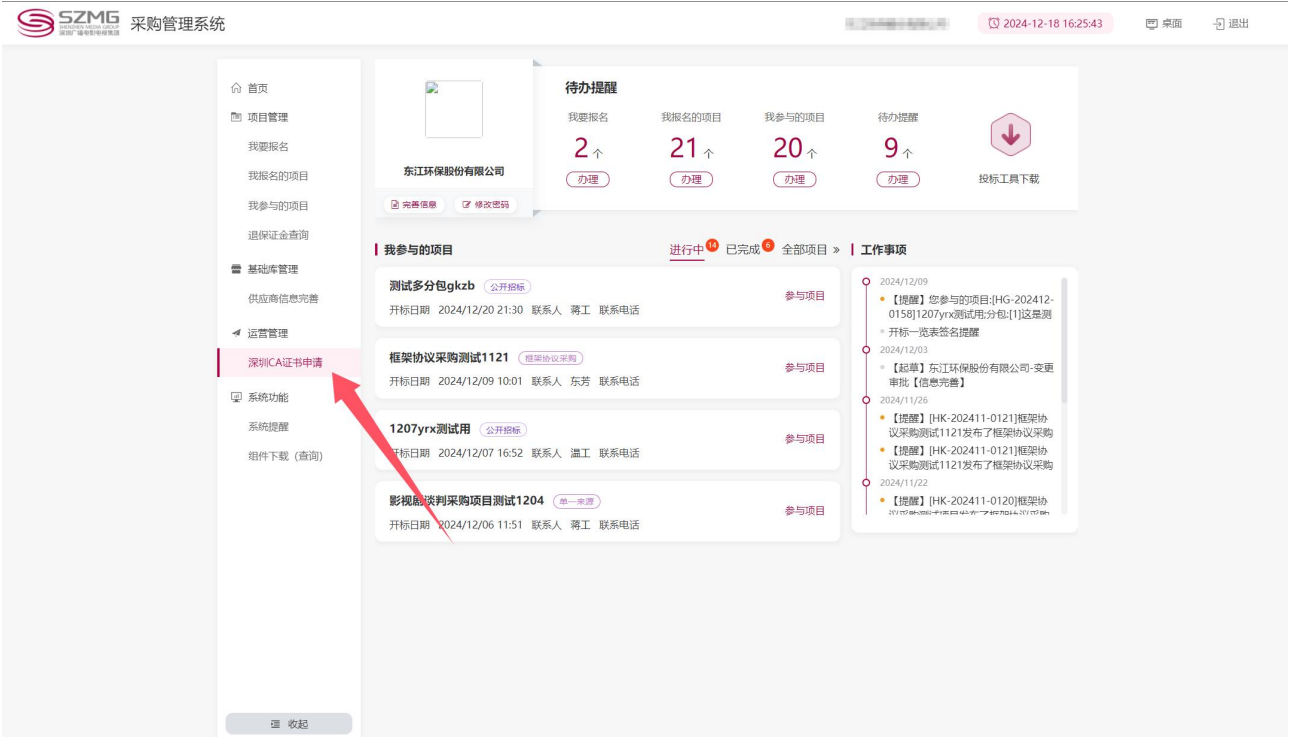 SZMG
SHENZHEN MEDIA GROUP
深圳广播电影电视集团
采购管理系统
2024-12-18 16:25:43
桌面
退出
首页
项目管理
我要报名
我报名的项目
我参与的项目
退保证金查询
基础库管理
供应商信息完善
运营管理
深圳CA证书申请
系统功能
系统提醒
组件下载（查询）
收起
东江环保股份有限公司
完善信息
修改密码
待办提醒
我要报名
2个
办理
我报名的项目
21个
办理
我参与的项目
20个
办理
待办提醒
9个
办理
投标工具下载
我参与的项目
进行中 14 已完成 6 全部项目 »
测试多分包gkzb 公开招标
开标日期 2024/12/20 21:30 联系人 蒋工 联系电话
参与项目
框架协议采购测试1121 框架协议采购
开标日期 2024/12/09 10:01 联系人 东芳 联系电话
参与项目
1207yrx测试用 公开招标
开标日期 2024/12/07 16:52 联系人 温工 联系电话
参与项目
影视剧谈判采购项目测试1204 单一来源
开标日期 2024/12/06 11:51 联系人 蒋工 联系电话
参与项目
工作事项
2024/12/09
【提醒】您参与的项目:[HG-202412-
0158]1207yrx测试用;分包:[1]这是测
开标一览表签名提醒
2024/12/03
【起草】东江环保股份有限公司-变更
审批【信息完善】
2024/11/26
【提醒】[HK-202411-0121]框架协
议采购测试1121发布了框架协议采购
【提醒】[HK-202411-0121]框架协
议采购测试1121发布了框架协议采购
2024/11/22
【提醒】[HK-202411-0120]框架协